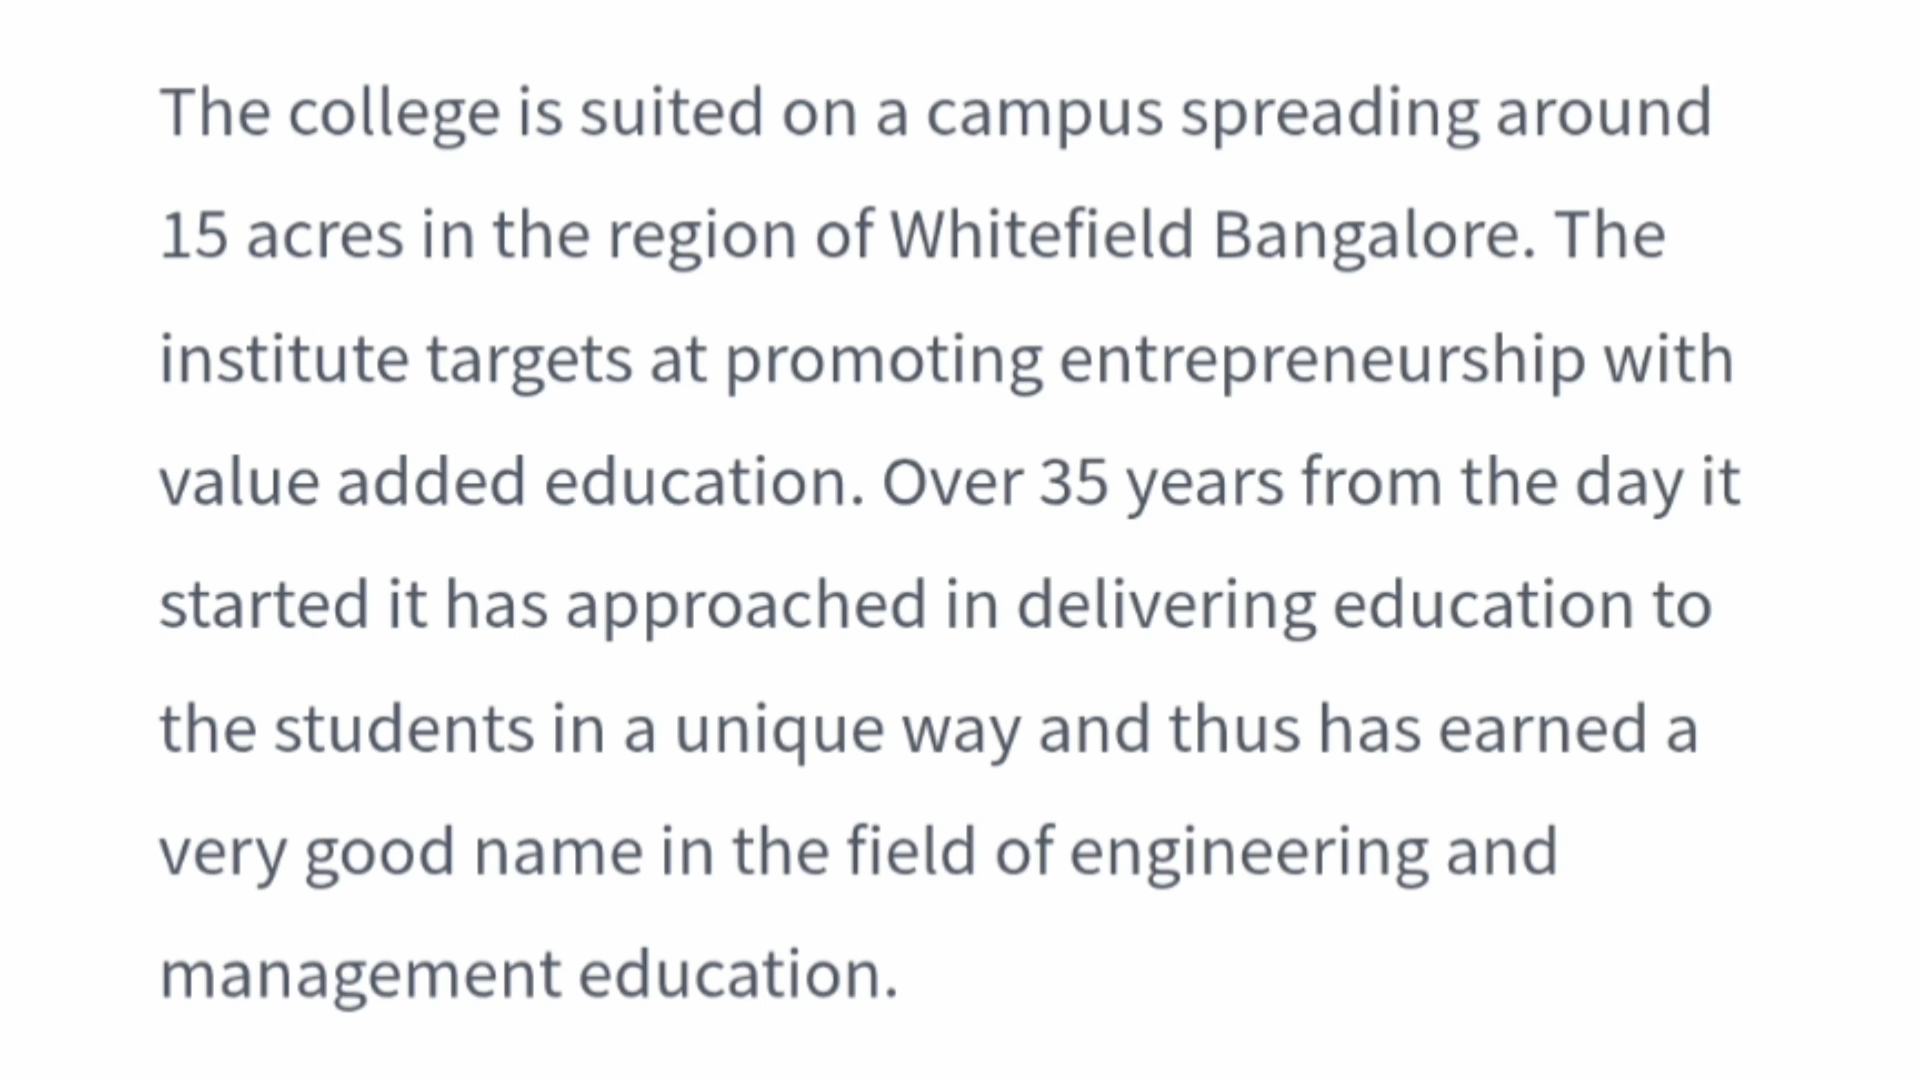 The college is suited on a campus spreading around
15 acres in the region of Whitefield Bangalore. The
institute targets at promoting entrepreneurship with
value added education. Over 35 years from the day it
started it has approached in delivering education to
the students in a unique way and thus has earned a
very good name in the field of engineering and
management education.